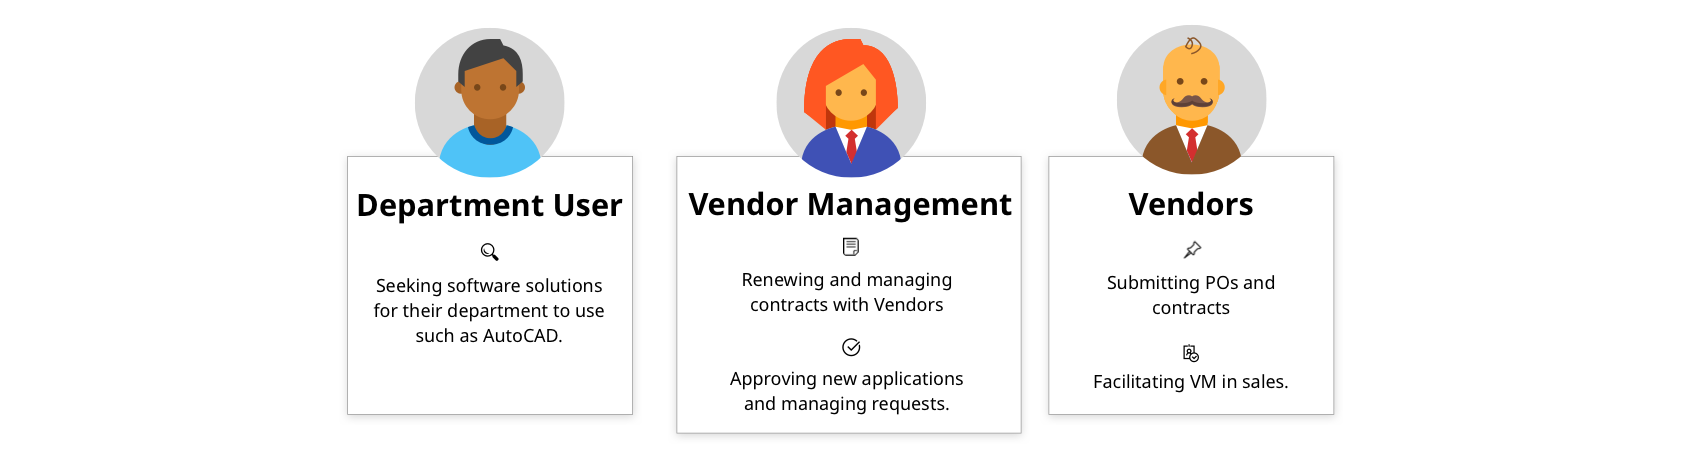 Department User
Seeking software solutions
for their department to use
such as AutoCAD.
Vendor Management
Renewing and managing
contracts with Vendors
Approving new applications
and managing requests.
Vendors
Submitting POs and
contracts
Facilitating VM in sales.